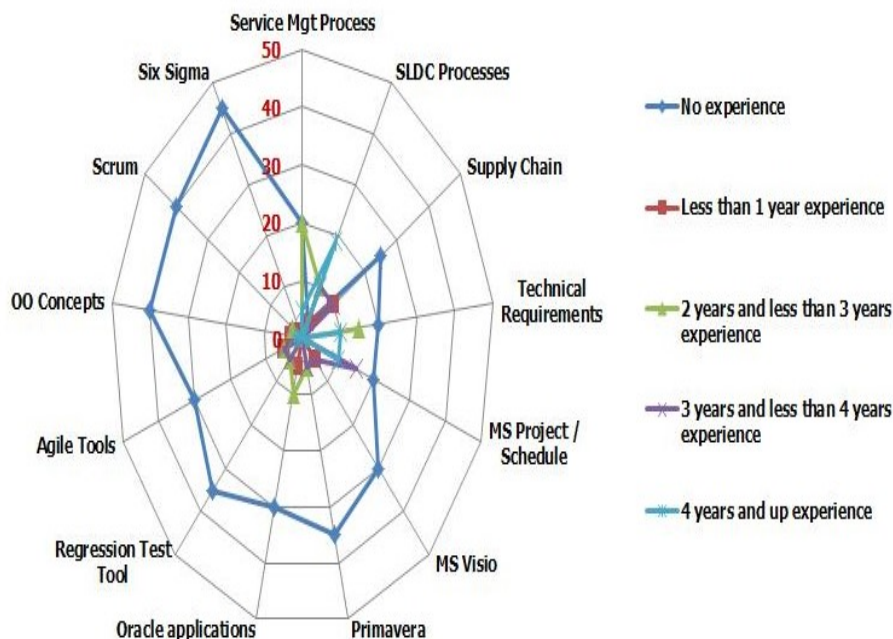 Service Mgt Process
50
Six Sigma
SLDC Processes
40
No experience
Scrum
30
Supply Chain
20
Less than 1 year experience
10
OO Concepts
Technical
Requirements
0
2 years and less than 3 years
experience
Agile Tools
MS Project /
Schedule
3 years and less than 4 years
experience
4 years and up experience
Regression Test
Tool
MS Visio
Oracle applications
Primavera